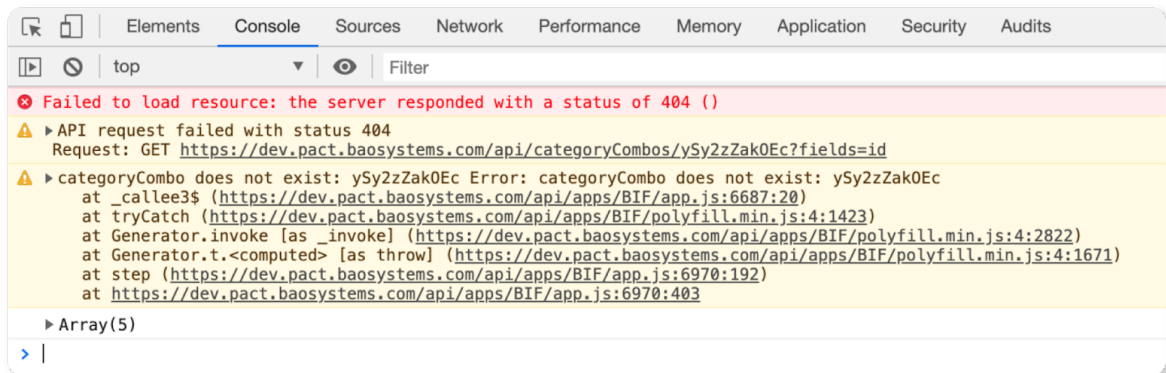 Elements Console Sources Network Performance Memory Application Security Audits
top Filter
Failed to load resource: the server responded with a status of 404 ()
API request failed with status 404
Request: GET https://dev.pact.baosystems.com/api/categoryCombos/ySy2zZakOEc?fields=id
categoryCombo does not exist: ySy2zZakOEc Error: categoryCombo does not exist: ySy2zZakOEc
at _callee3$ (https://dev.pact.baosystems.com/api/apps/BIF/app.js:6687:20)
at tryCatch (https://dev.pact.baosystems.com/api/apps/BIF/polyfill.min.js:4:1423)
at Generator.invoke [as _invoke] (https://dev.pact.baosystems.com/api/apps/BIF/polyfill.min.js:4:2822)
at Generator.t.<computed> [as throw] (https://dev.pact.baosystems.com/api/apps/BIF/polyfill.min.js:4:1671)
at step (https://dev.pact.baosystems.com/api/apps/BIF/app.js:6970:192)
at https://dev.pact.baosystems.com/api/apps/BIF/app.js:6970:403
Array(5)